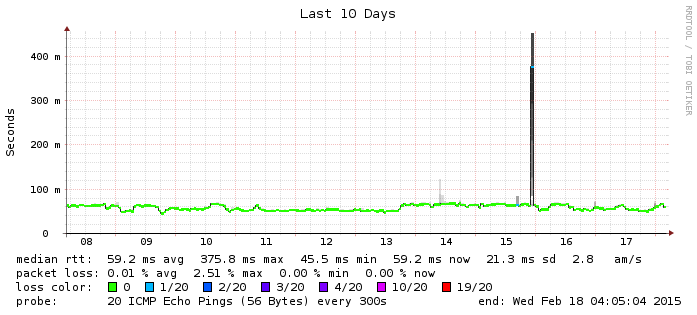 Last 10 Days
RRDTOOL / TOBI OETIKER
Seconds
400 m
300 m
200 m
100 m
0
08 09 10 11 12 13 14 15 16 17
median rtt: 59.2 ms avg 375.8 ms max 45.5 ms min 59.2 ms now 21.3 ms sd 2.8 am/s
packet loss: 0.01 % avg 2.51 % max 0.00 % min 0.00 % now
loss color: 0 1/20 2/20 3/20 4/20 10/20 19/20
probe: 20 ICMP Echo Pings (56 Bytes) every 300s end: Wed Feb 18 04:05:04 2015